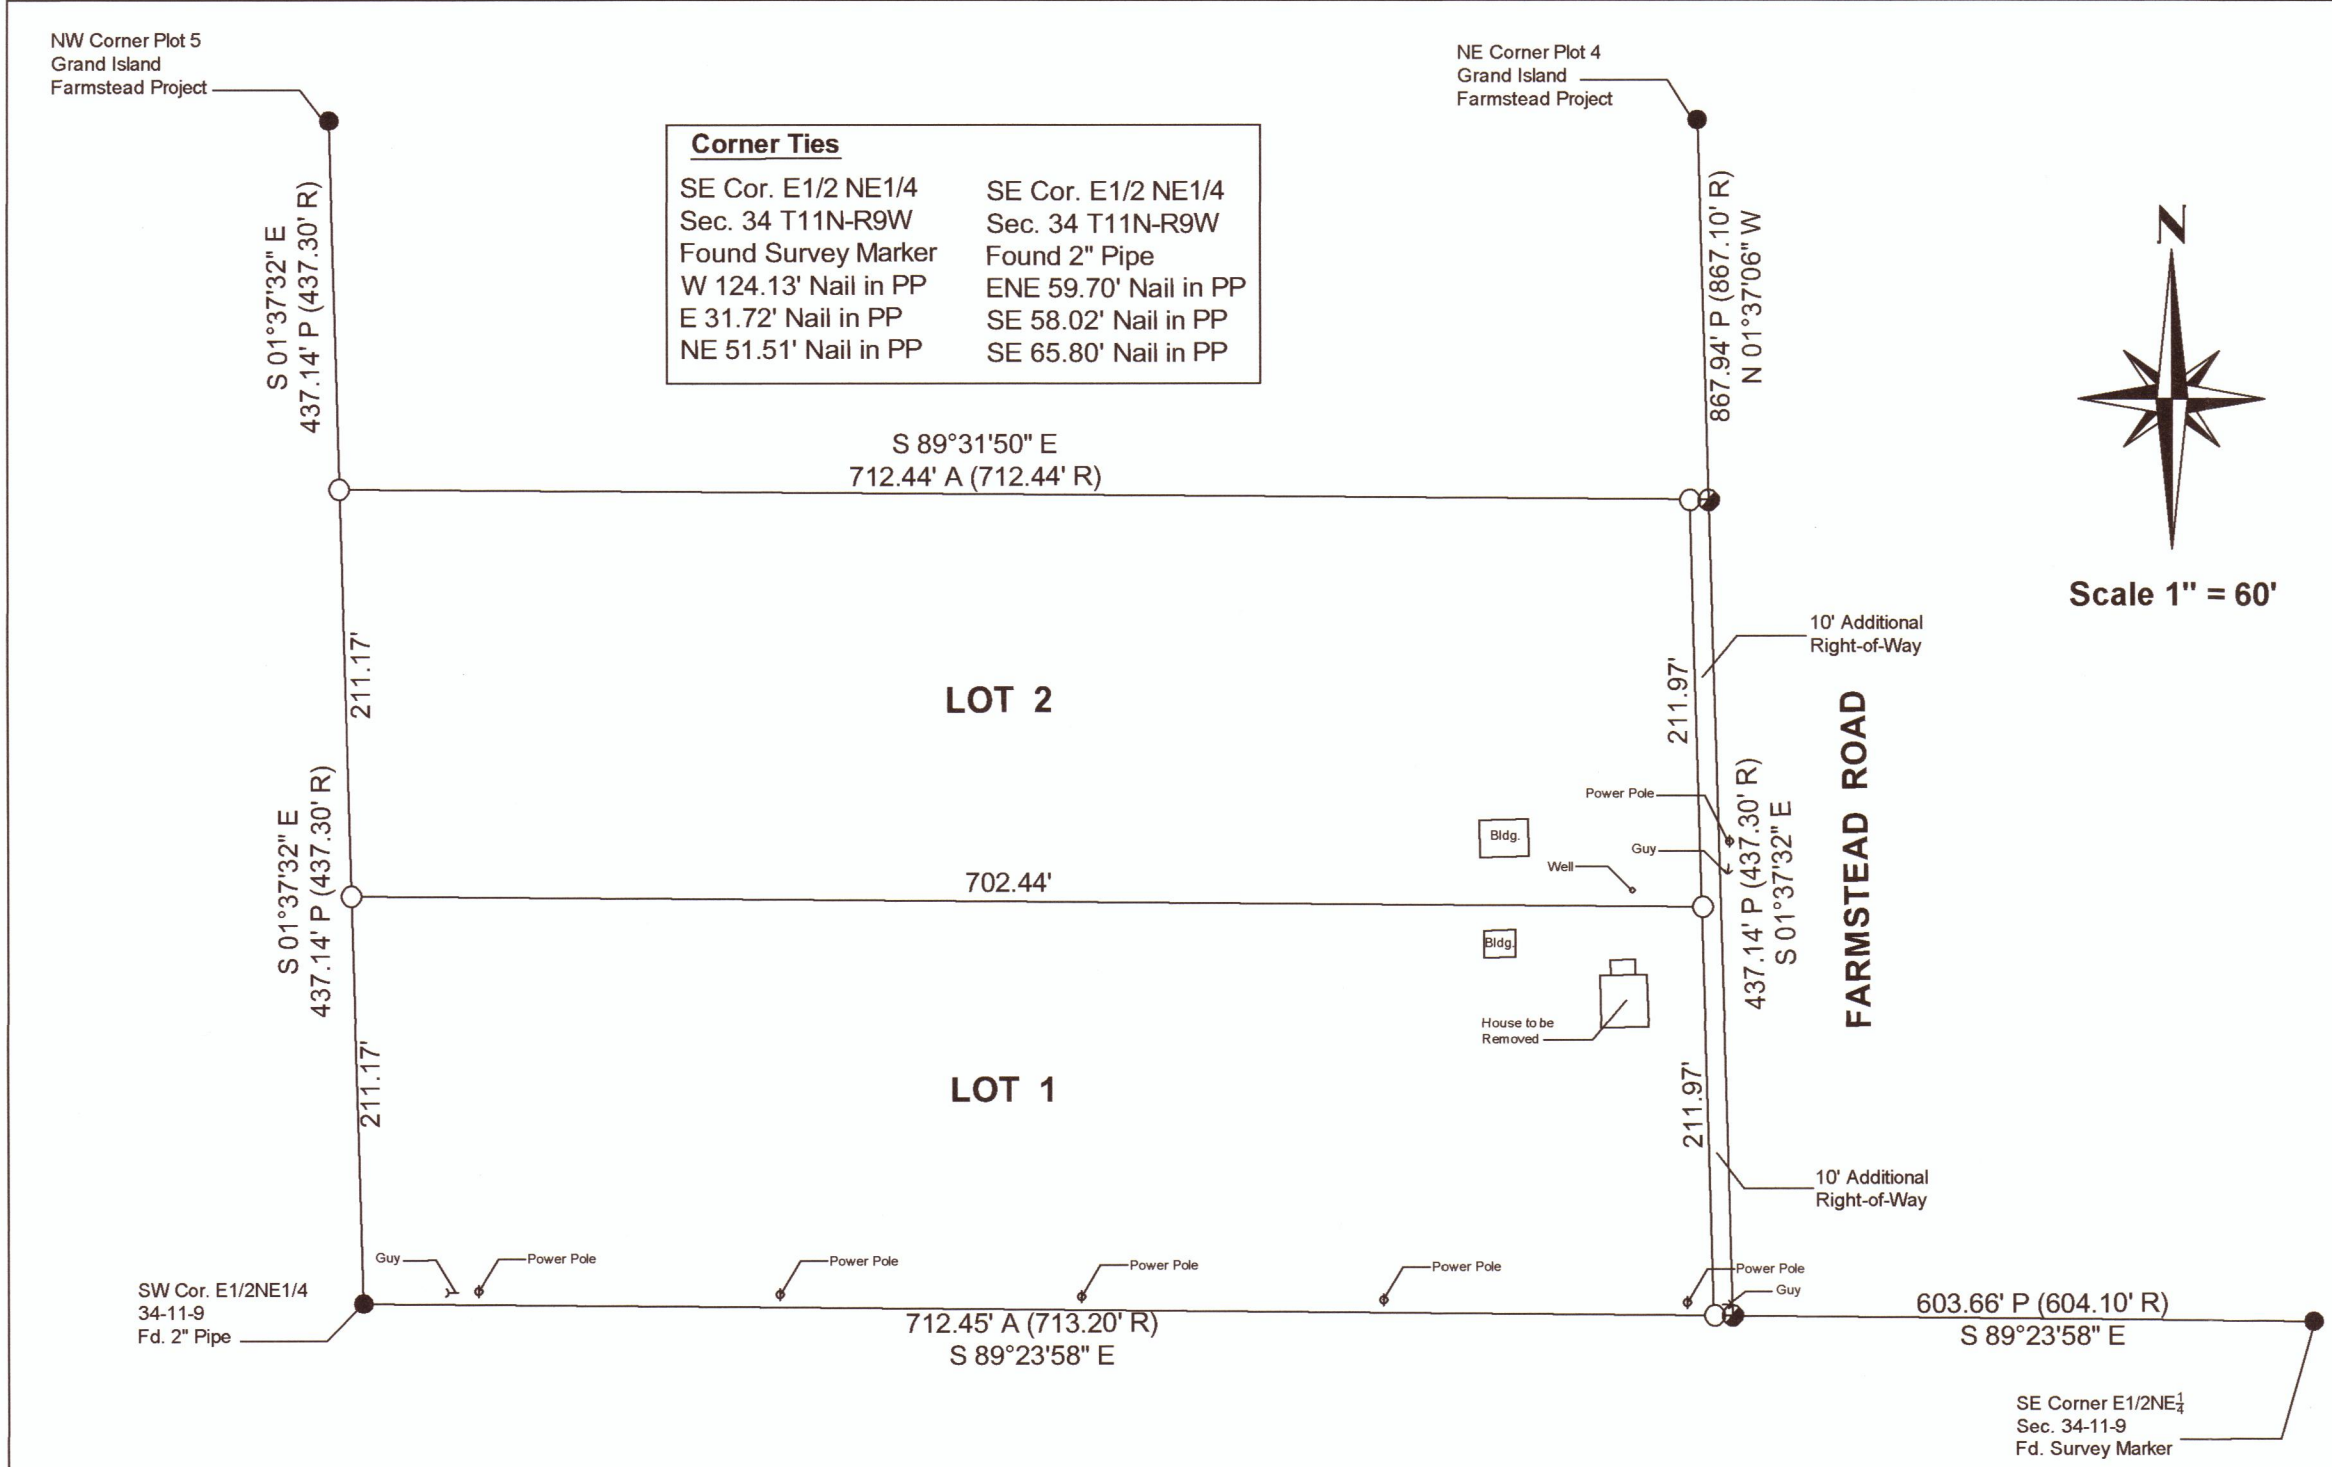 NW Corner Plot 5
Grand Island
Farmstead Project
NE Corner Plot 4
Grand Island
Farmstead Project
Corner Ties
SE Cor. E1/2 NE1/4
Sec. 34 T11N-R9W
Found Survey Marker
W 124.13' Nail in PP
E 31.72' Nail in PP
NE 51.51' Nail in PP
SE Cor. E1/2 NE1/4
Sec. 34 T11N-R9W
Found 2" Pipe
ENE 59.70' Nail in PP
SE 58.02' Nail in PP
SE 65.80' Nail in PP
S 01°37'32" E
437.14' P (437.30' R)
867.94' P (867.10' R)
N 01°37'06" W
N
Scale 1" = 60'
S 89°31'50" E
712.44' A (712.44' R)
10' Additional
Right-of-Way
211.17'
LOT 2
211.97'
FARMSTEAD ROAD
Power Pole
Bldg.
Guy
Well
437.14' P (437.30' R)
S 01°37'32" E
S 01°37'32" E
437.14' P (437.30' R)
702.44'
Bldg.
House to be
Removed
211.17'
LOT 1
211.97'
10' Additional
Right-of-Way
Guy
Power Pole
Power Pole
Power Pole
Power Pole
Power Pole
Guy
SW Cor. E1/2NE1/4
34-11-9
Fd. 2" Pipe
712.45' A (713.20' R)
S 89°23'58" E
603.66' P (604.10' R)
S 89°23'58" E
SE Corner E1/2NE¼
Sec. 34-11-9
Fd. Survey Marker